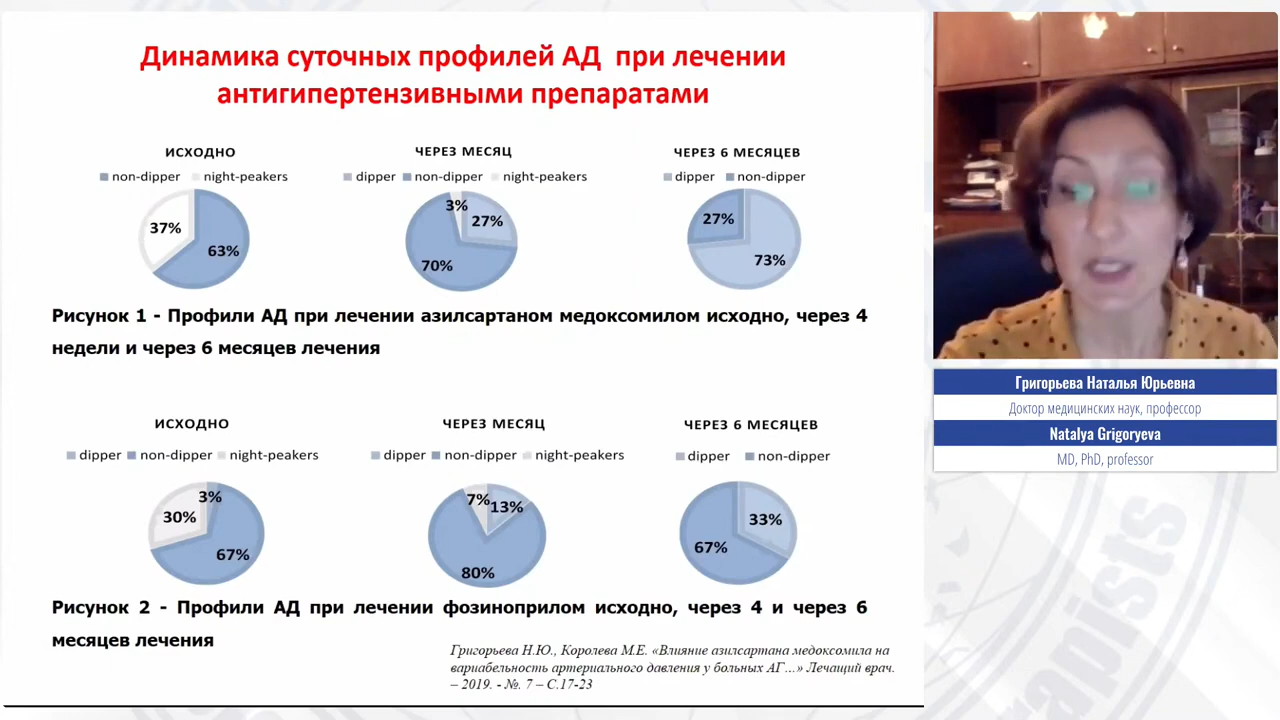 Динамика суточных профилей АД при лечении
антигипертензивными препаратами
ИСХОДНО
non-dipper night-peakers
37%
63%
ЧЕРЕЗ МЕСЯЦ
dipper non-dipper night-peakers
3%
27%
70%
ЧЕРЕЗ 6 МЕСЯЦЕВ
dipper non-dipper
27%
73%
Рисунок 1 - Профили АД при лечении азилсартаном медоксомилом исходно, через 4
недели и через 6 месяцев лечения
ИСХОДНО
dipper non-dipper night-peakers
3%
30%
67%
ЧЕРЕЗ МЕСЯЦ
dipper non-dipper night-peakers
7%
13%
80%
ЧЕРЕЗ 6 МЕСЯЦЕВ
dipper non-dipper
33%
67%
Рисунок 2 - Профили АД при лечении фозиноприлом исходно, через 4 и через 6
месяцев лечения
Григорьева Н.Ю., Королева М.Е. «Влияние азилсартана медоксомила на
вариабельность артериального давления у больных АГ...» Лечащий врач.
– 2019. - №. 7 – С.17-23
Григорьева Наталья Юрьевна
Доктор медицинских наук, профессор
Natalya Grigoryeva
MD, PhD, professor
rapists